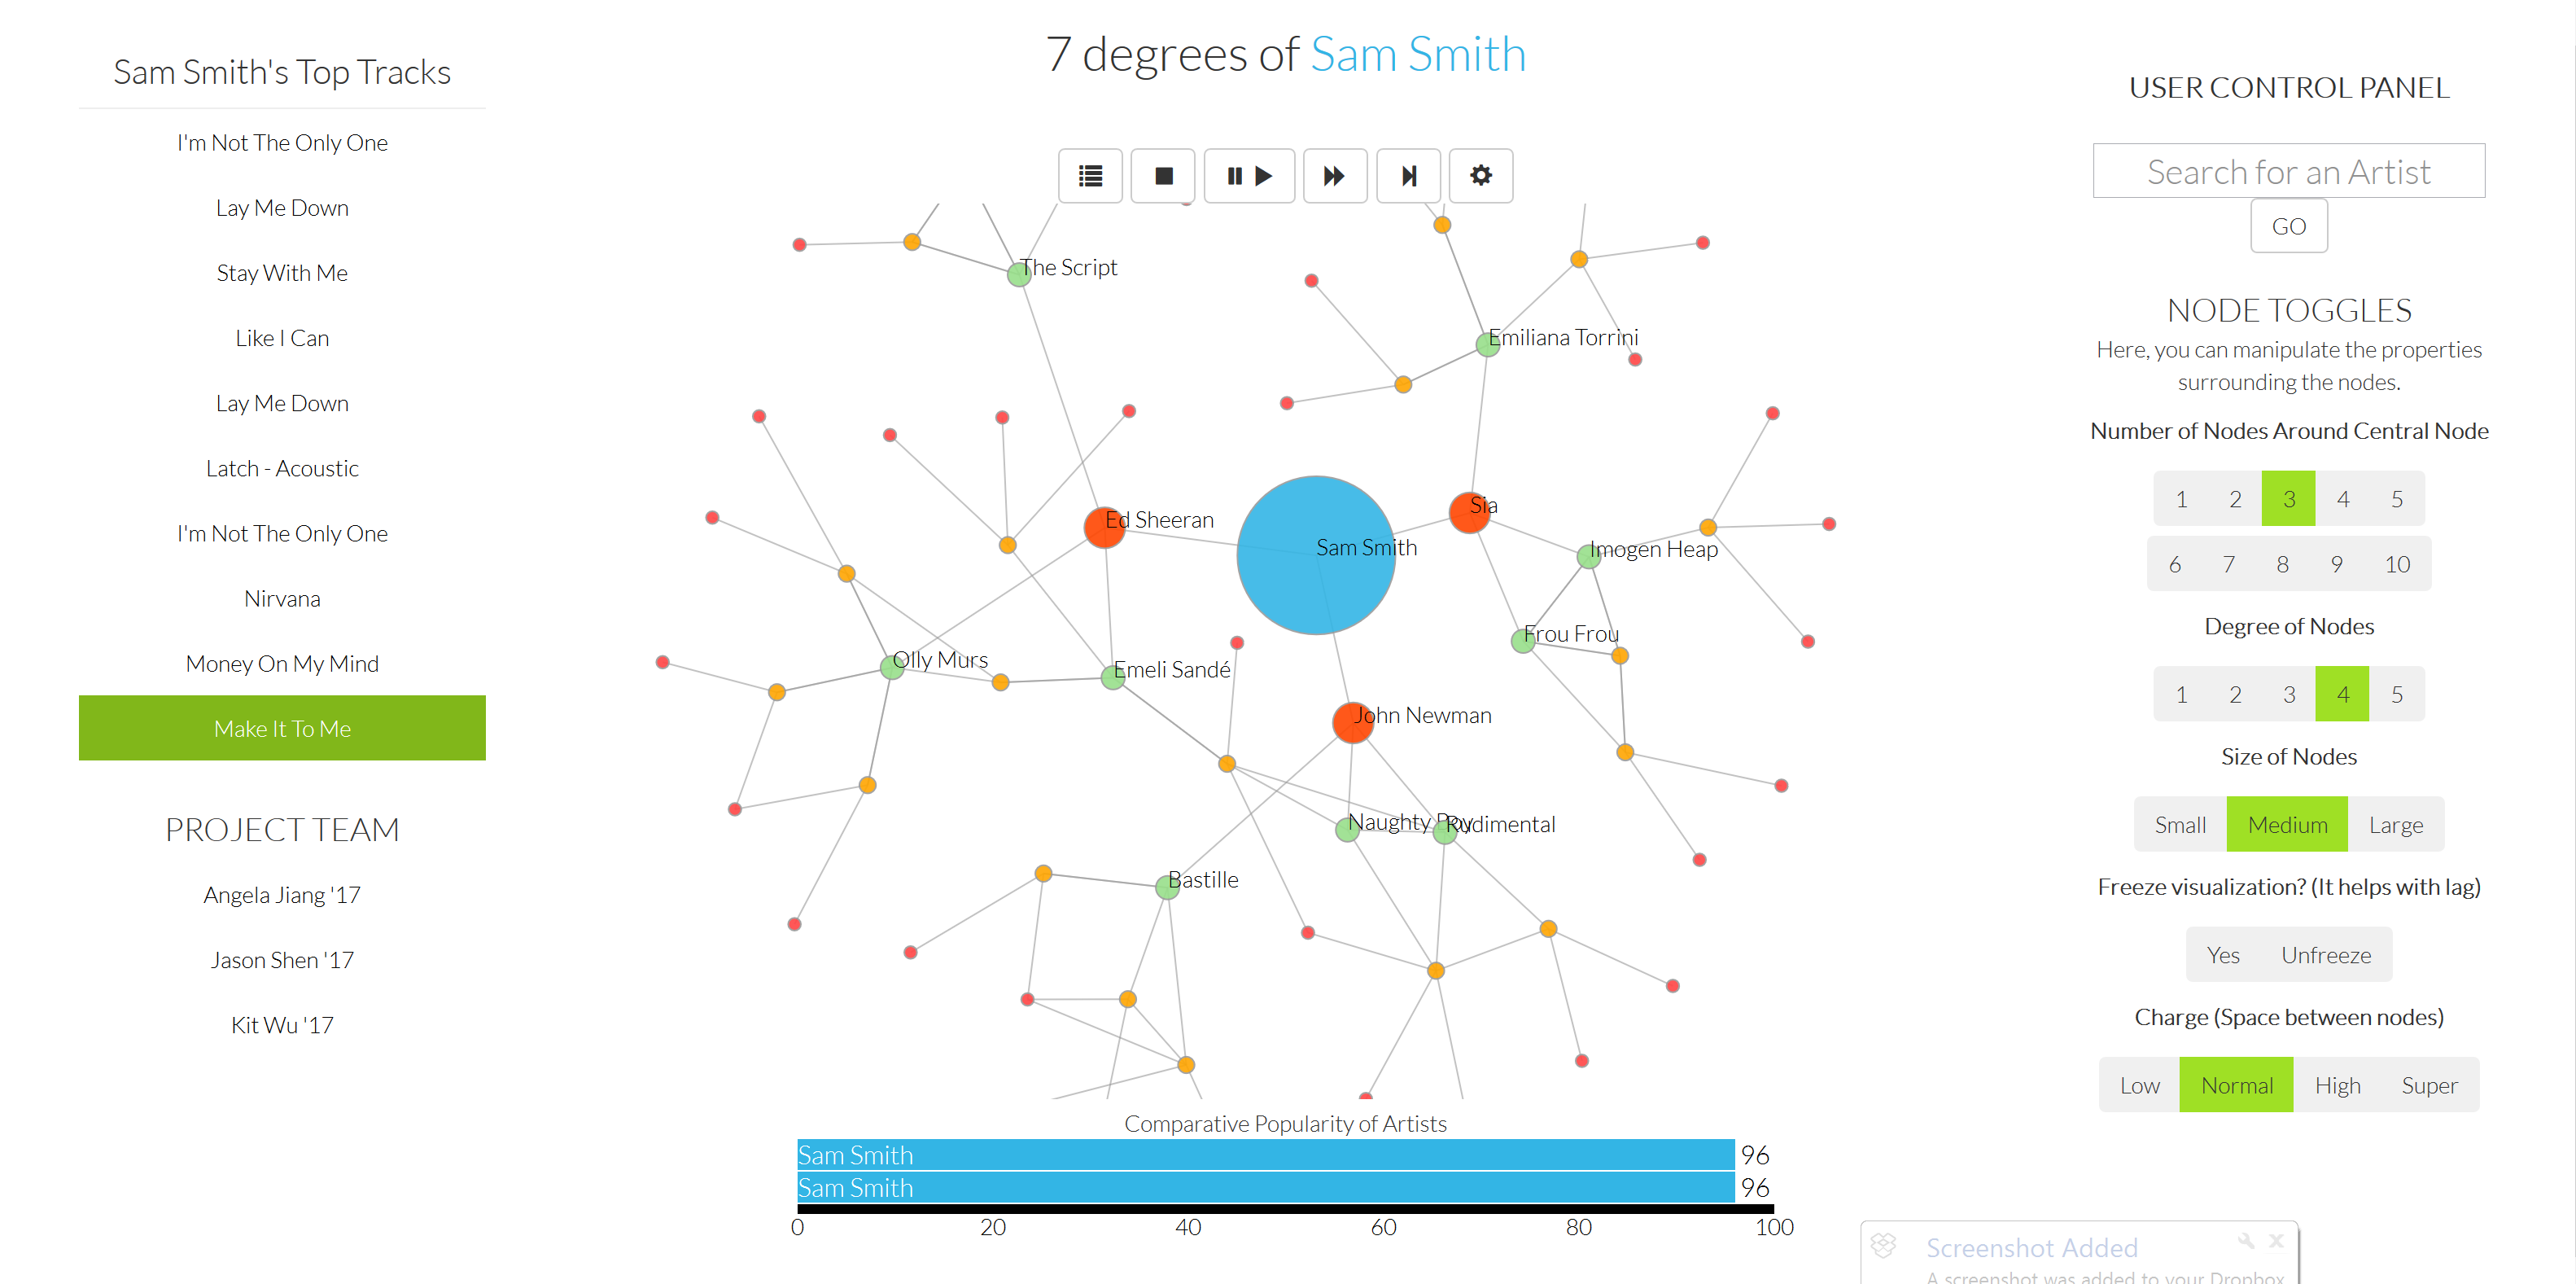 7 degrees of Sam Smith
Sam Smith's Top Tracks
I'm Not The Only One
Lay Me Down
Stay With Me
Like I Can
Lay Me Down
Latch - Acoustic
I'm Not The Only One
Nirvana
Money On My Mind
Make It To Me
PROJECT TEAM
Angela Jiang '17
Jason Shen '17
Kit Wu '17
The Script
Emiliana Torrini
Ed Sheeran
Sia
Sam Smith
Imogen Heap
Frou Frou
Olly Murs
Emeli Sandé
John Newman
Naughty Boy
Rudimental
Bastille
Comparative Popularity of Artists
Sam Smith 96
Sam Smith 96
0 20 40 60 80 100
USER CONTROL PANEL
Search for an Artist
GO
NODE TOGGLES
Here, you can manipulate the properties
surrounding the nodes.
Number of Nodes Around Central Node
1 2 3 4 5
6 7 8 9 10
Degree of Nodes
1 2 3 4 5
Size of Nodes
Small Medium Large
Freeze visualization? (It helps with lag)
Yes Unfreeze
Charge (Space between nodes)
Low Normal High Super
Screenshot Added
A screenshot was added to your Dropbox